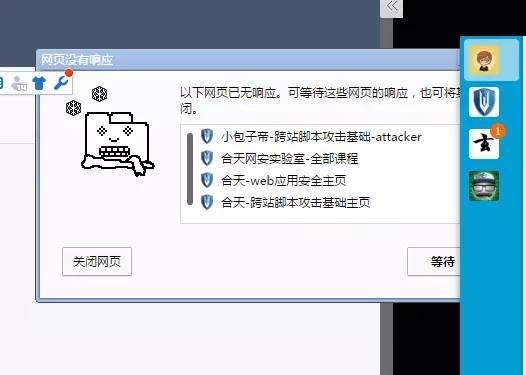 网页没有响应
以下网页已无响应。可等待这些网页的响应，也可将其
闭。
小包子帝-跨站脚本攻击基础-attacker
合天网安实验室-全部课程
合天-web应用安全主页
合天-跨站脚本攻击基础主页
关闭网页
等待
1
玄